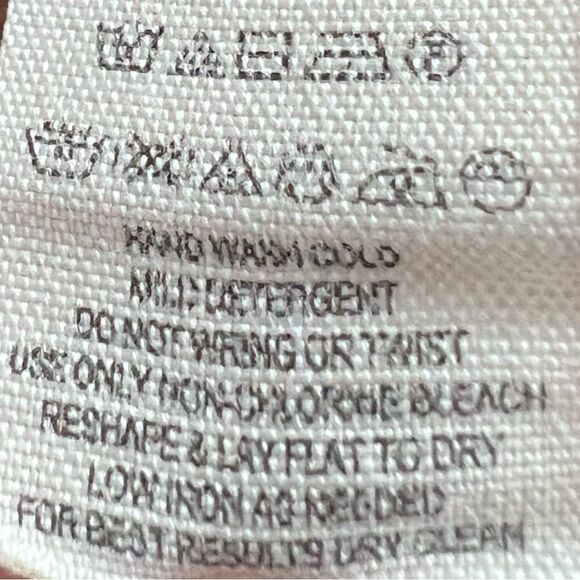 HAND WARM COLD
MILD DETERGENT
DO NOT WRING OR TWIST
USE ONLY NON-CHLORINE BLEACH
RESHAPE & LAY FLAT TO DRY
LOW IRON AS NEEDED
FOR BEST RESULTS DRY CLEAN